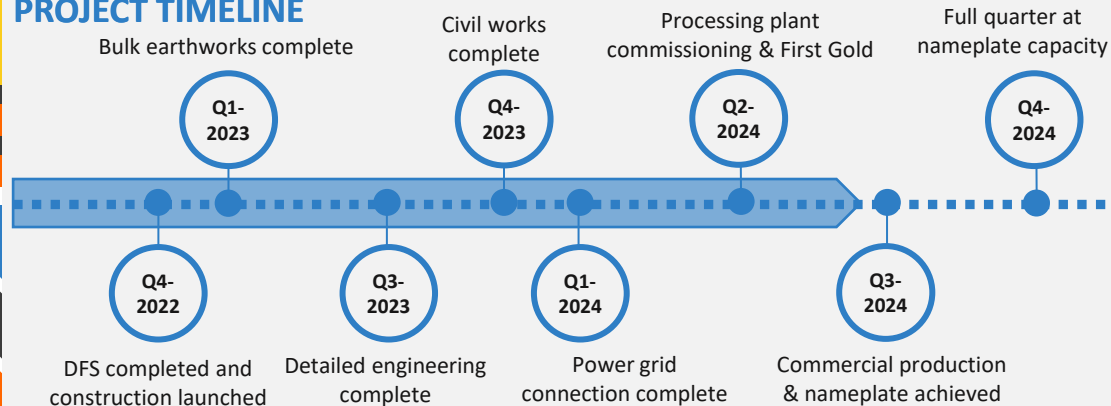 PROJECT TIMELINE
Bulk earthworks complete
Civil works
complete
Processing plant
commissioning & First Gold
Full quarter at
nameplate capacity
Q1-
2023
Q4-
2023
Q2-
2024
Q4-
2024
Q4-
2022
Q3-
2023
Q1-
2024
Q3-
2024
DFS completed and
construction launched
Detailed engineering
complete
Power grid
connection complete
Commercial production
& nameplate achieved